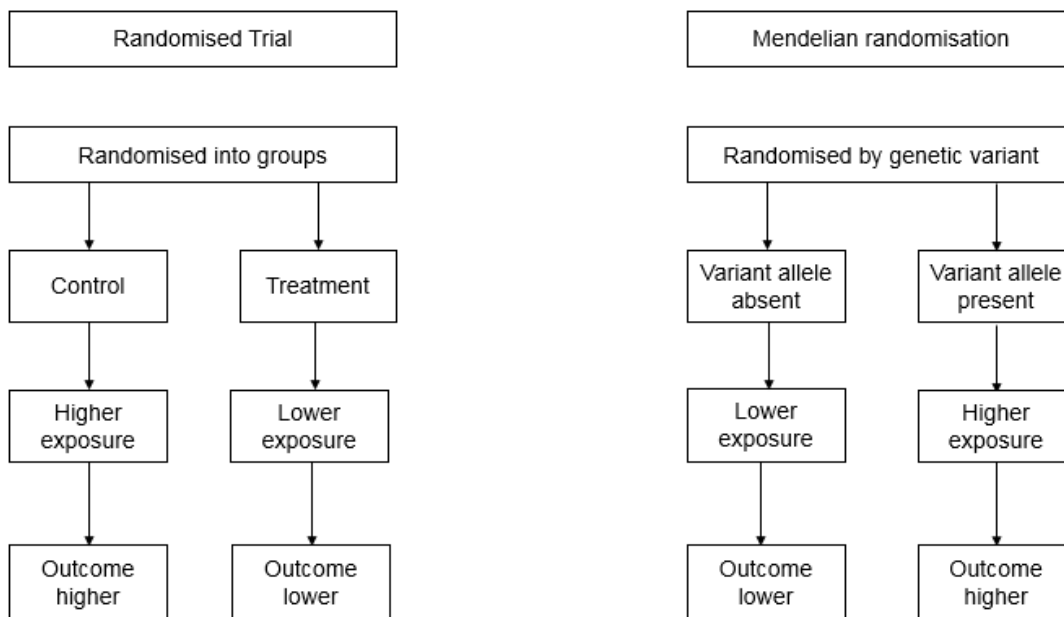 Randomised Trial
Mendelian randomisation
Randomised into groups
Randomised by genetic variant
Control
Treatment
Variant allele
absent
Variant allele
present
Higher
exposure
Lower
exposure
Lower
exposure
Higher
exposure
Outcome
higher
Outcome
lower
Outcome
lower
Outcome
higher